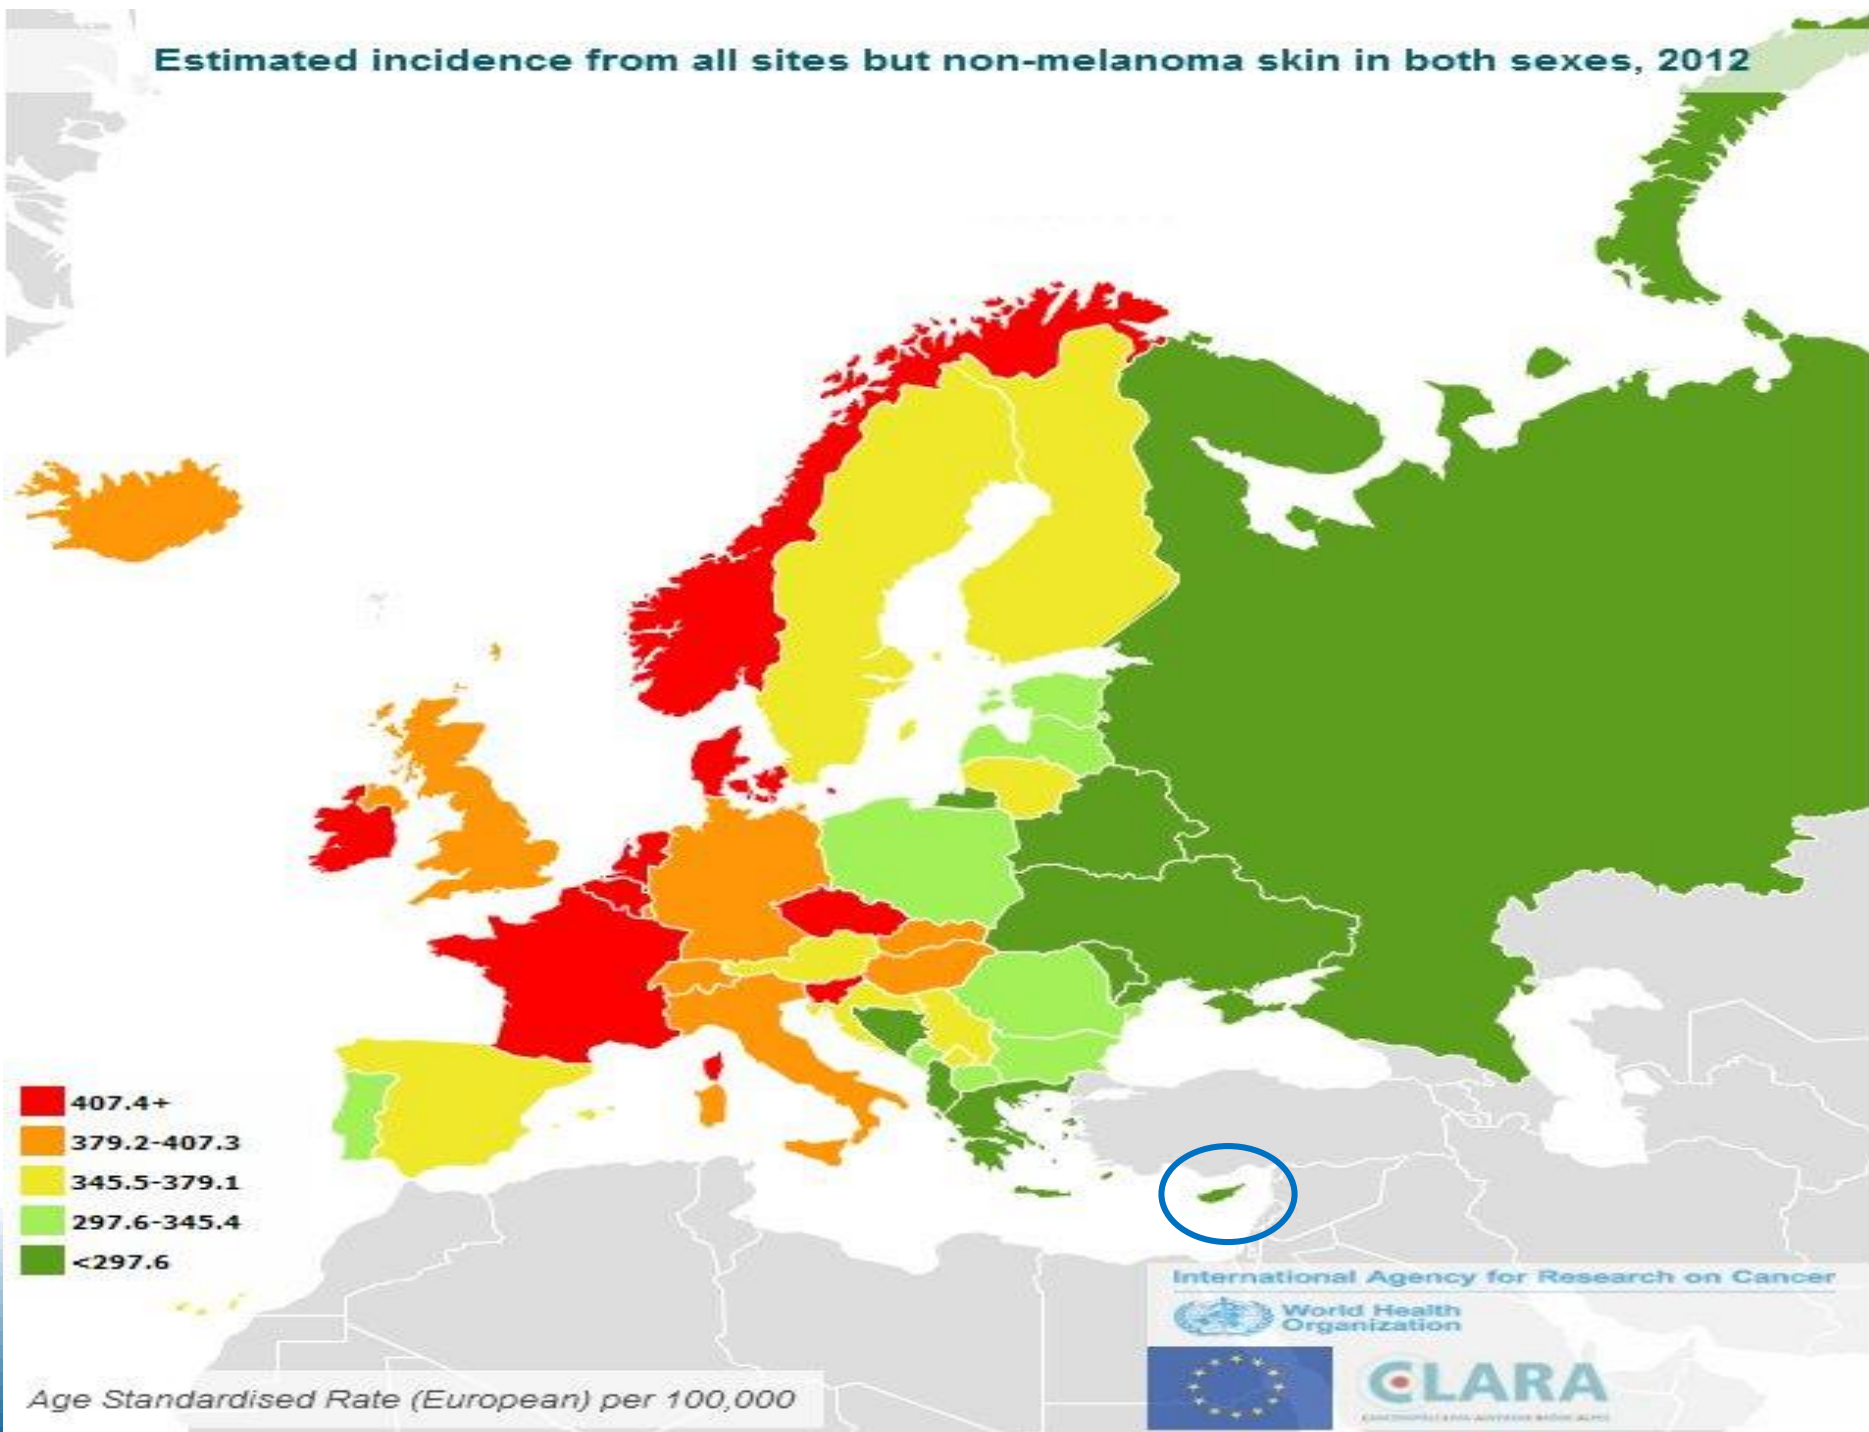 Estimated incidence from all sites but non-melanoma skin in both sexes, 2012
407.4+
379.2-407.3
345.5-379.1
297.6-345.4
<297.6
International Agency for Research on Cancer
World Health
Organization
CLARA
Age Standardised Rate (European) per 100,000